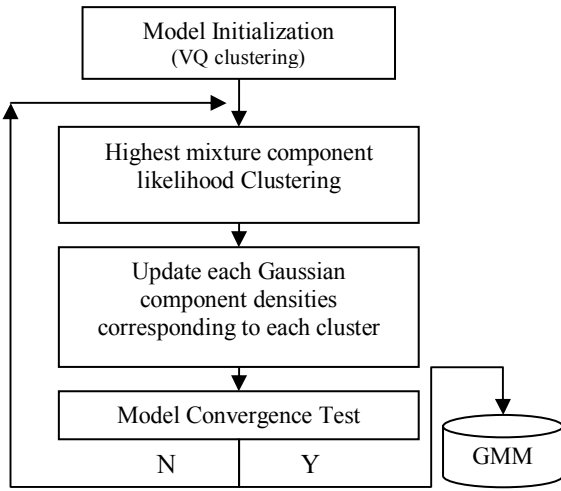 Model Initialization
(VQ clustering)
Highest mixture component
likelihood Clustering
Update each Gaussian
component densities
corresponding to each cluster
Model Convergence Test
N
Y
GMM